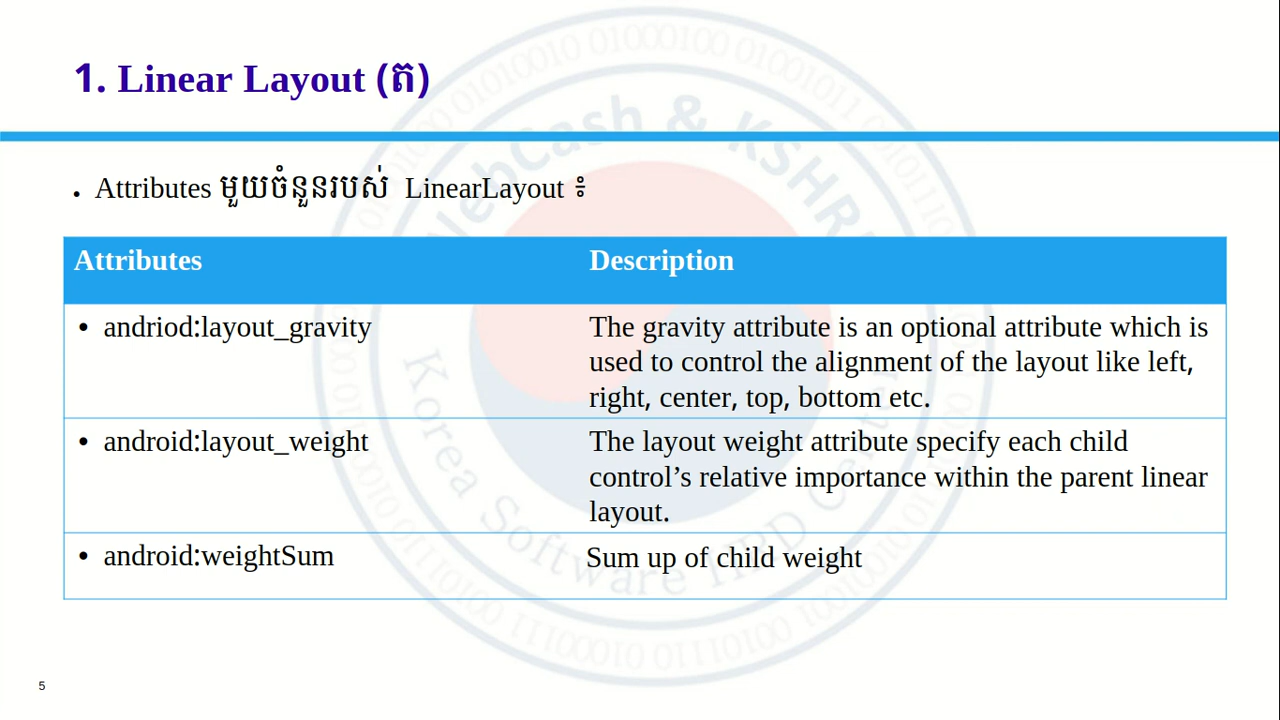 1. Linear Layout (ត)
• Attributes មួយចំនួនរបស់ LinearLayout ៖
Attributes Description
• andriod:layout_gravity The gravity attribute is an optional attribute which is
used to control the alignment of the layout like left,
right, center, top, bottom etc.
• android:layout_weight The layout weight attribute specify each child
control’s relative importance within the parent linear
layout.
• android:weightSum Sum up of child weight
5